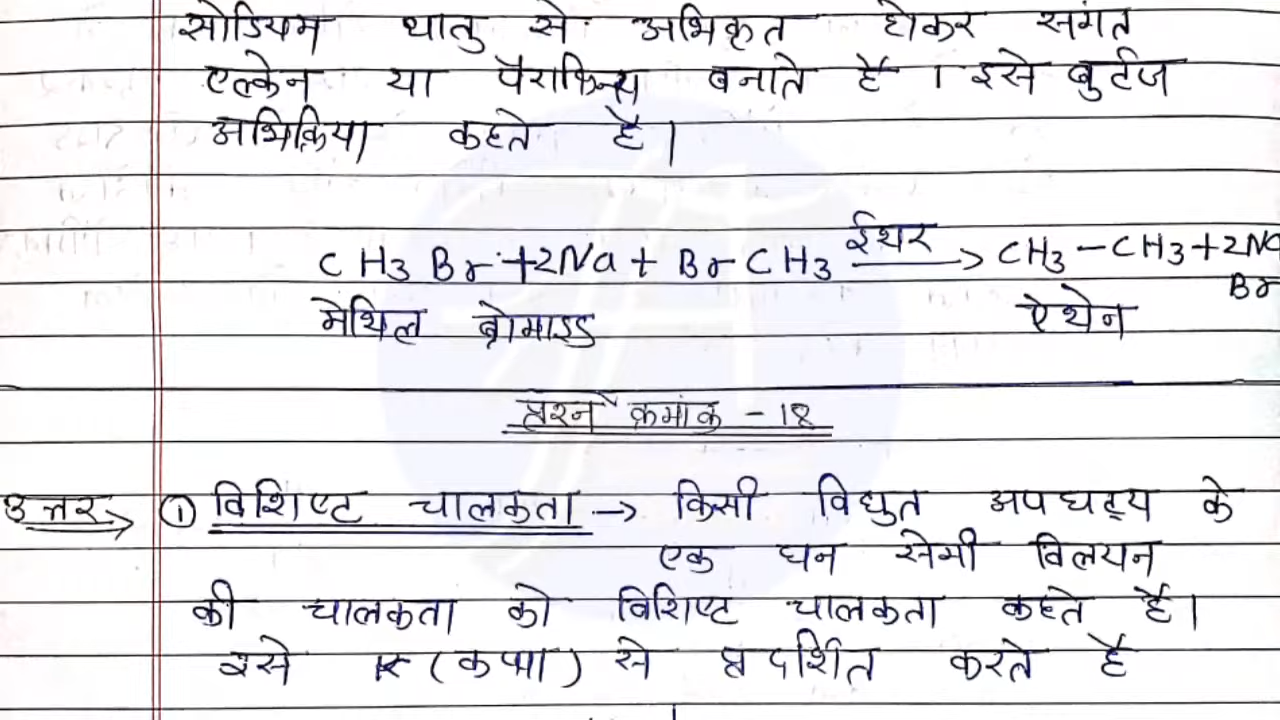 सोडियम धातु से अभिकृत होकर संगत
एल्केन या पैराफिन्स बनाते है । इसे वुर्टज
अभिक्रिया कहते है।
CH3 Br + 2Na + Br CH3 ईथर → CH3 – CH3 + 2Na
Br
मेथिल ब्रोमाइड ऐथेन
प्रश्न क्रमांक - 18
उत्तर → ① विशिष्ट चालकता → किसी विद्युत अपघट्य के
एक घन सेमी विलयन
की चालकता को विशिष्ट चालकता कहते है।
इसे K (कप्पा) से प्रदर्शित करते है